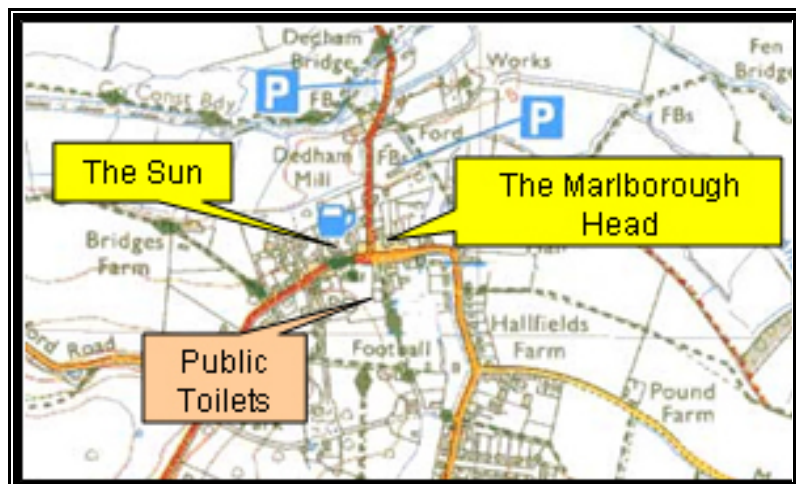 Dedham
Bridge
Works
Fen
Bridge
P
Co Const Bdy
FB
P
FBs
Ford
Dedham
Mill
FBs
The Sun
The Marlborough
Head
Bridges
Farm
Hall
Hallfields
Farm
Road
Public
Toilets
Football
Pound
Farm